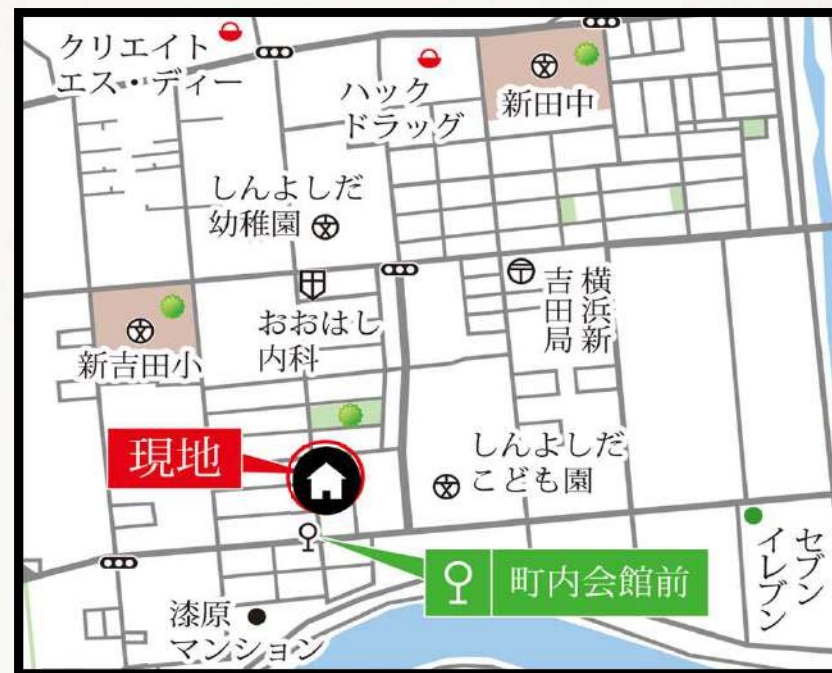 クリエイト
エス・ディー
ハック
ドラッグ
新田中
しんよしだ
幼稚園
横浜新
吉田局
おおはし
内科
新吉田小
現地
しんよしだ
こども園
町内会館前
セブン
イレブン
漆原
マンション